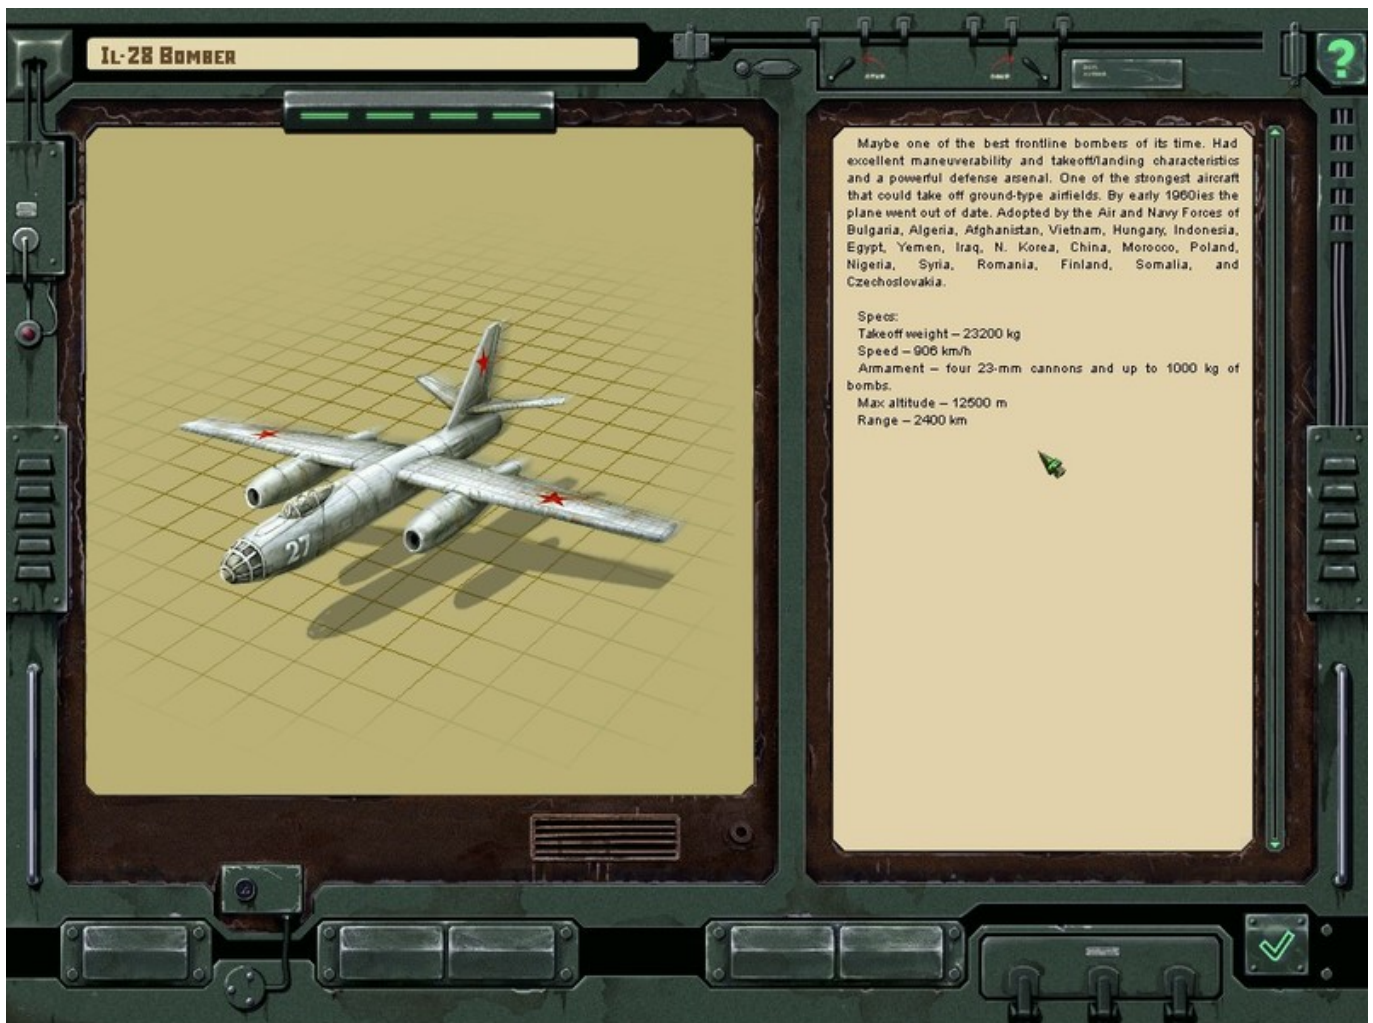 IL-28 BOMBER
Maybe one of the best frontline bombers of its time. Had
excellent maneuverability and takeoff/landing characteristics
and a powerful defense arsenal. One of the strongest aircraft
that could take off ground-type airfields. By early 1960ies the
plane went out of date. Adopted by the Air and Navy Forces of
Bulgaria, Algeria, Afghanistan, Vietnam, Hungary, Indonesia,
Egypt, Yemen, Iraq, N. Korea, China, Morocco, Poland,
Nigeria, Syria, Romania, Finland, Somalia, and
Czechoslovakia.
Specs:
Takeoff weight – 23200 kg
Speed – 906 km/h
Armament – four 23-mm cannons and up to 1000 kg of
bombs.
Max altitude – 12500 m
Range – 2400 km
27
?